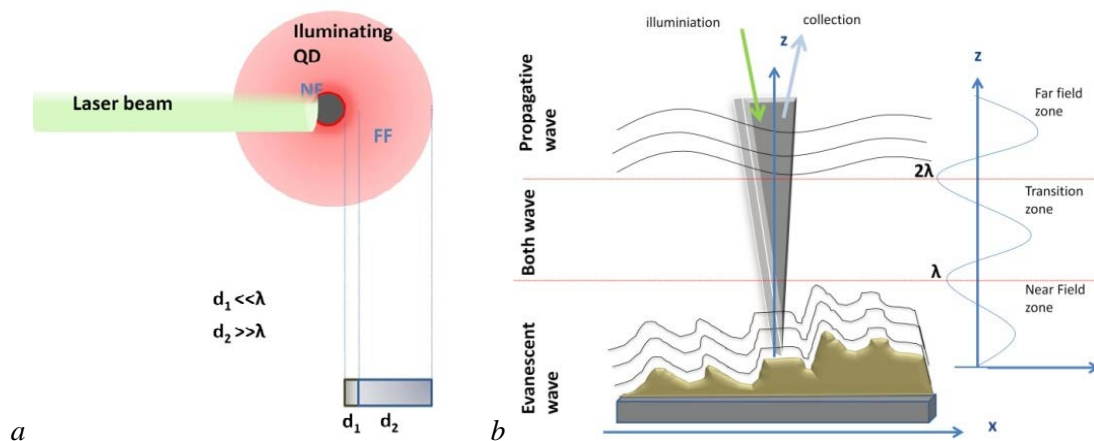 Iluminating
QD
NF
Laser beam
FF
d₁ <<λ
d₂ >>λ
d₁
d₂
a
illuminiation
collection
z
Propagative
wave
2λ
Both wave
λ
Evanescent
wave
x
z
Far field
zone
Transition
zone
Near Field
zone
b